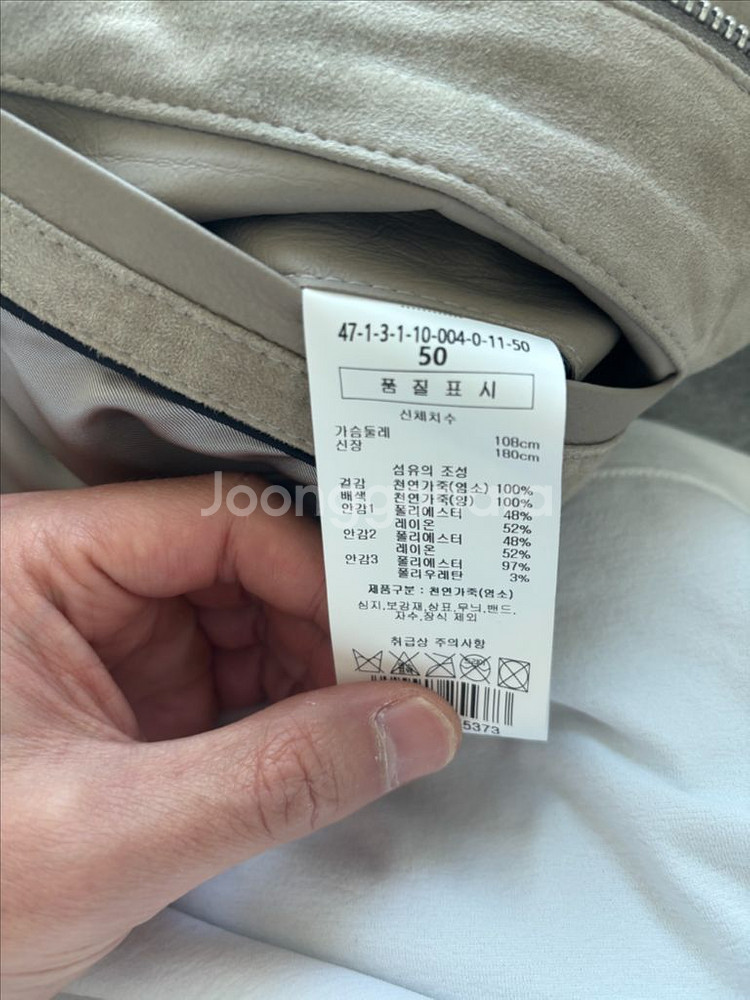 47-1-3-1-10-004-0-11-50
50
품 질 표 시
신체치수
가슴둘레 108cm
신장 180cm
섬유의 조성
겉감 천연가죽(염소) 100%
배색 천연가죽(양) 100%
안감1 폴리에스터 48%
레이온 52%
안감2 폴리에스터 48%
레이온 52%
안감3 폴리에스터 97%
폴리우레탄 3%
제품구분 : 천연가죽(염소)
심지,보강재,상표,무늬,밴드,
자수,장식 제외
취급상 주의사항
5373